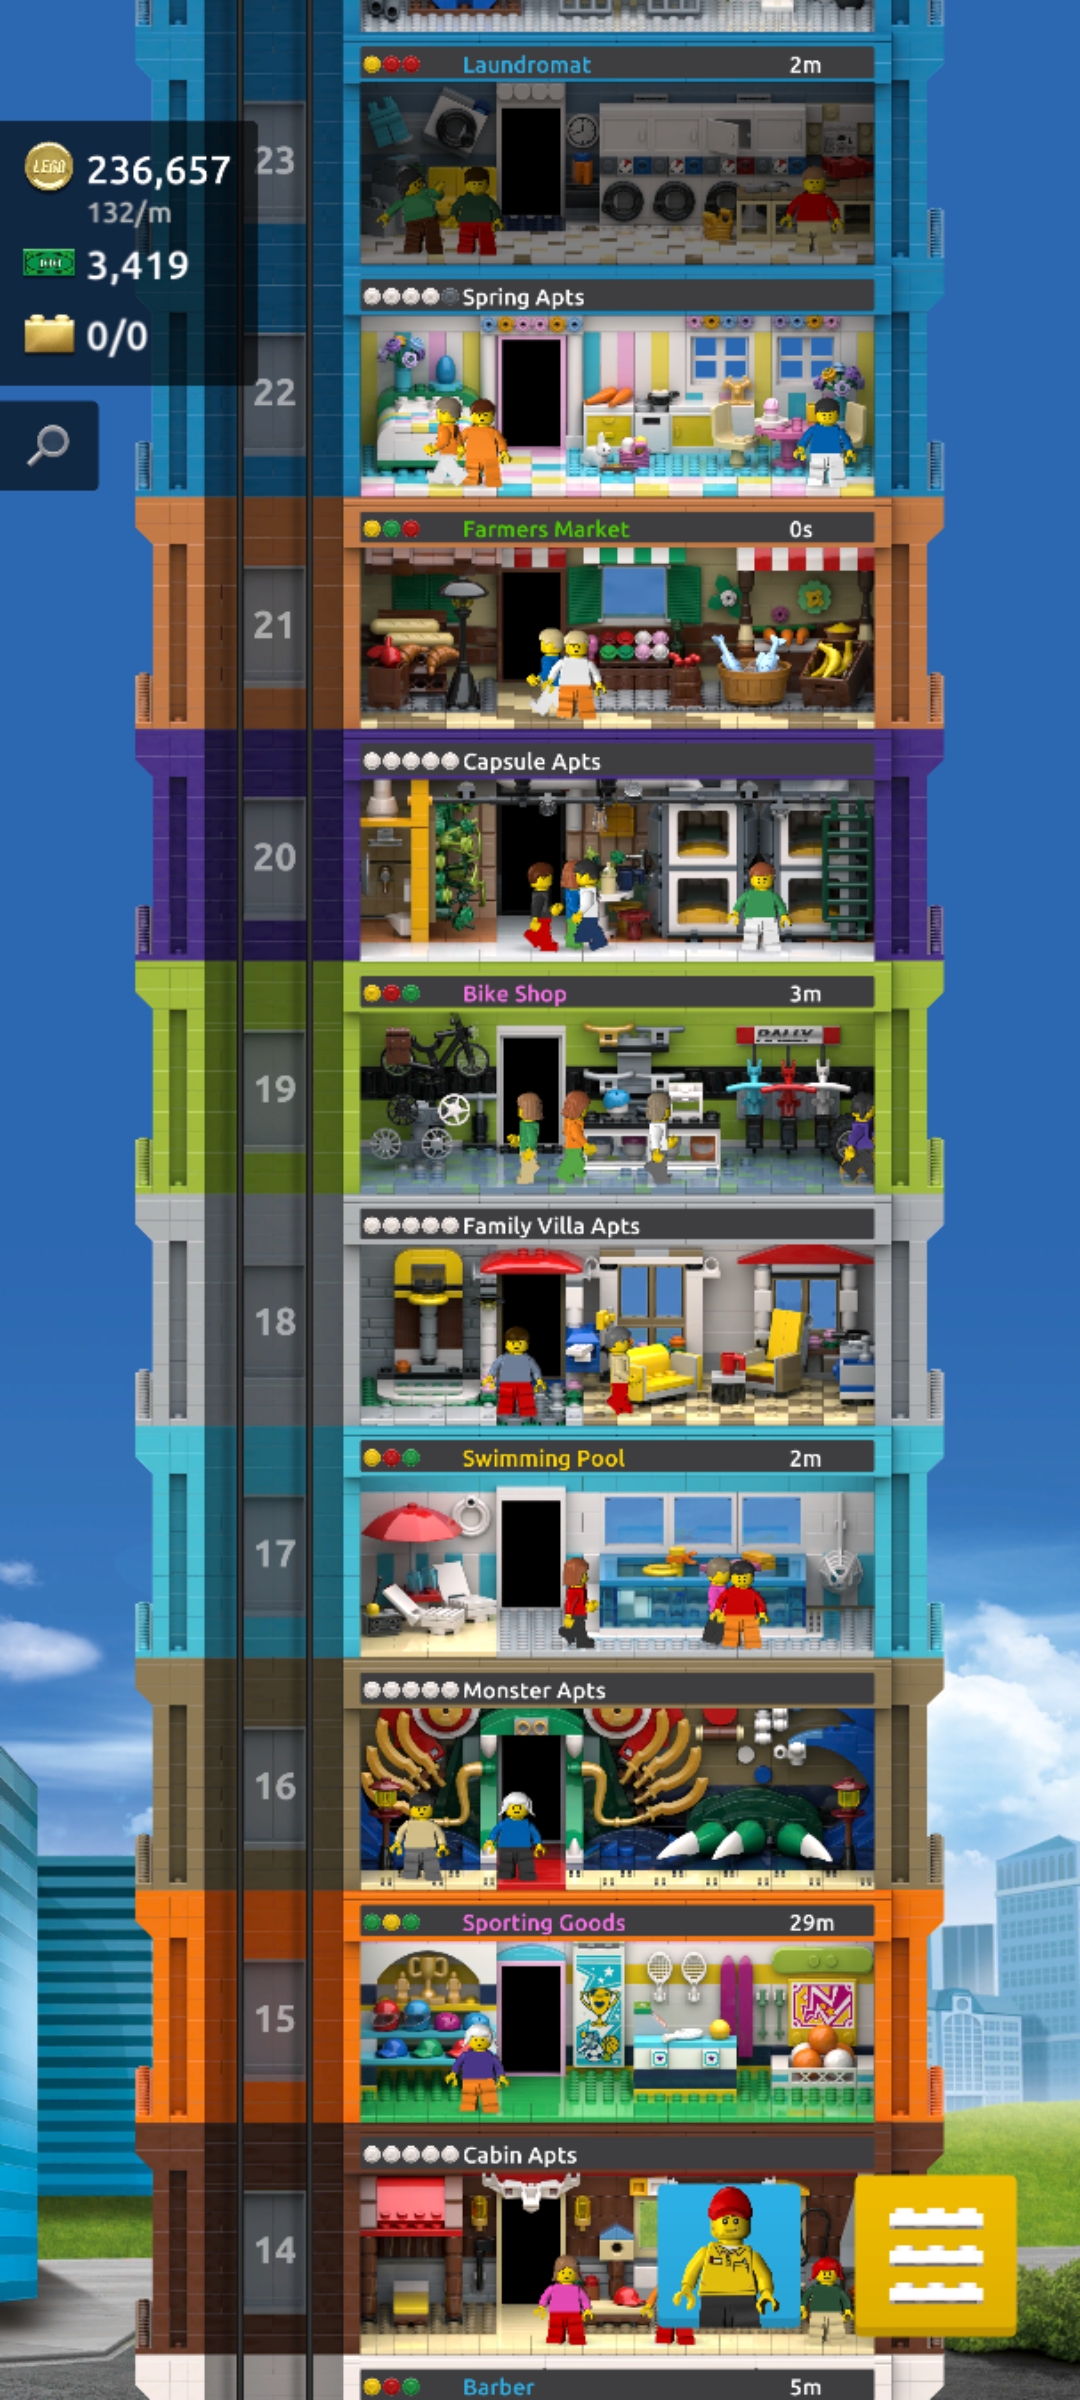 Laundromat 2m
23
LEGO 236,657
132/m
3,419
0/0
Spring Apts
22
Farmers Market 0s
21
Capsule Apts
20
Bike Shop 3m
RALLY
19
Family Villa Apts
18
Swimming Pool 2m
17
Monster Apts
16
Sporting Goods 29m
15
Cabin Apts
14
Barber 5m